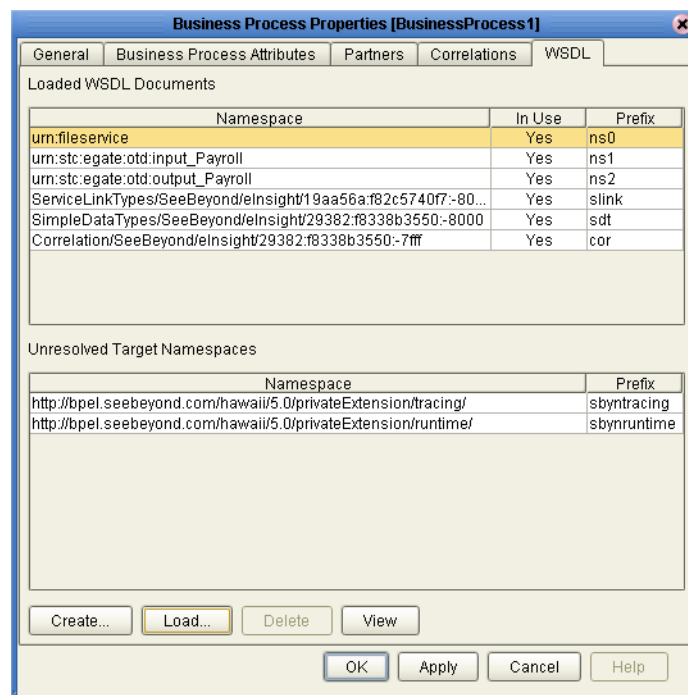 Business Process Properties [BusinessProcess1]
General Business Process Attributes Partners Correlations WSDL
Loaded WSDL Documents
Namespace In Use Prefix
urn:fileservice Yes ns0
urn:stc:egate:otd:input_Payroll Yes ns1
urn:stc:egate:otd:output_Payroll Yes ns2
ServiceLinkTypes/SeeBeyond/eInsight/19aa56a:f82c5740f7:-80... Yes slink
SimpleDataTypes/SeeBeyond/eInsight/29382:f8338b3550:-8000 Yes sdt
Correlation/SeeBeyond/eInsight/29382:f8338b3550:-7fff Yes cor
Unresolved Target Namespaces
Namespace Prefix
http://bpel.seebeyond.com/hawaii/5.0/privateExtension/tracing/ sbyntracing
http://bpel.seebeyond.com/hawaii/5.0/privateExtension/runtime/ sbynruntime
Create... Load... Delete View
OK Apply Cancel Help